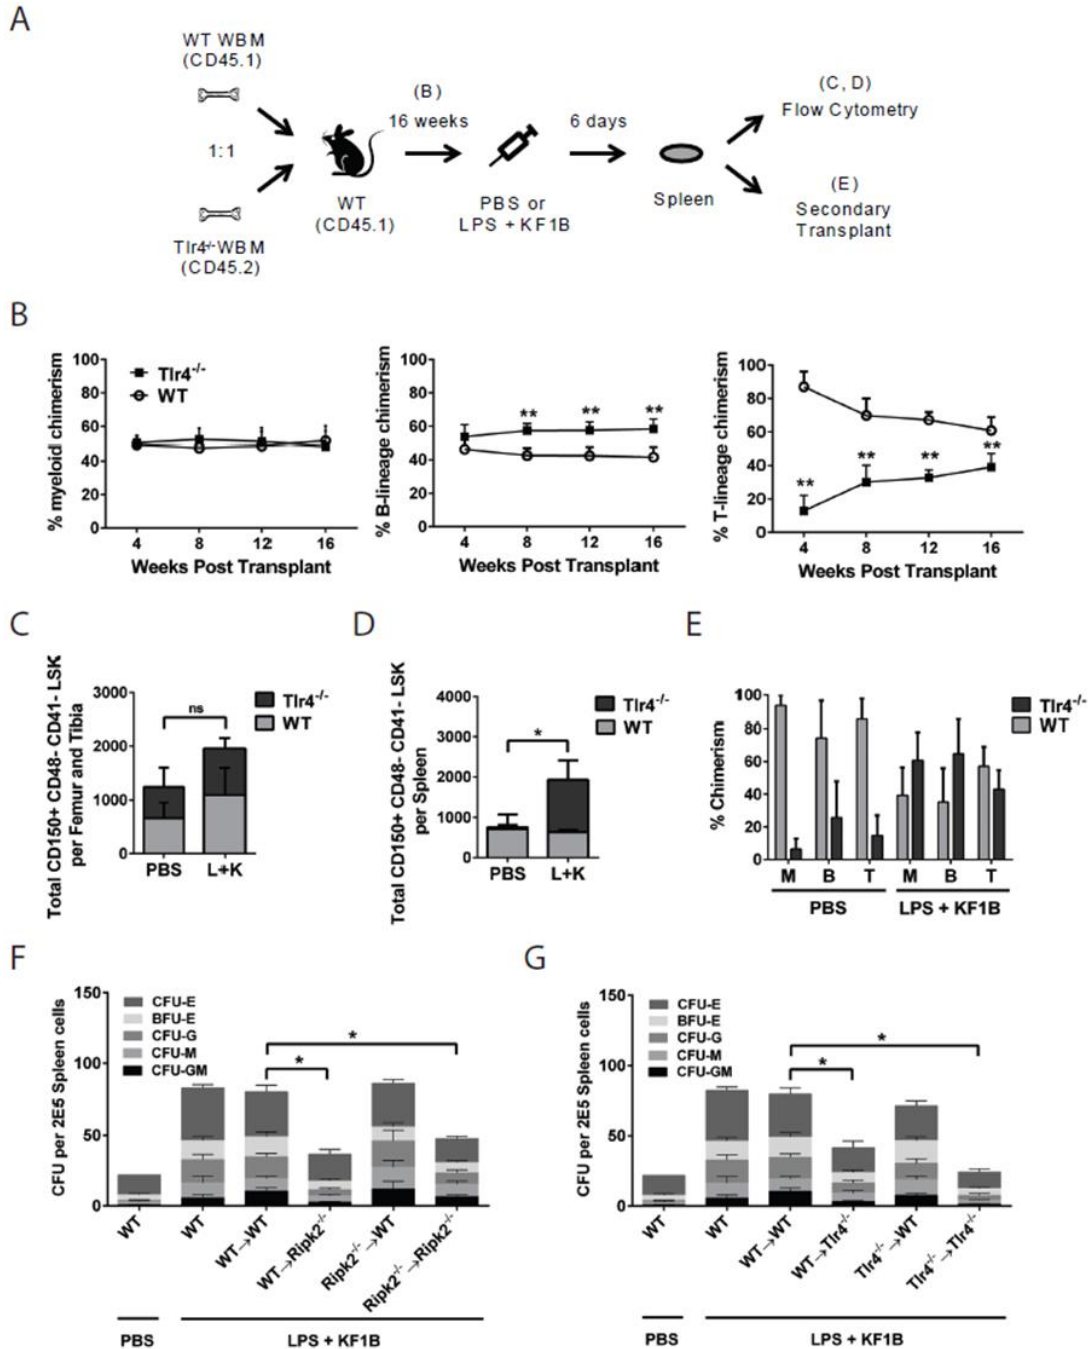 A
WT WBM
(CD45.1)
1:1
Tlr4-/-WBM
(CD45.2)
WT
(CD45.1)
(B)
16 weeks
PBS or
LPS + KF1B
6 days
Spleen
(C, D)
Flow Cytometry
(E)
Secondary
Transplant
B
% myeloid chimerism
100
80
60
40
20
0
Tlr4-/-
WT
4 8 12 16
Weeks Post Transplant
% B-lineage chimerism
100
80
60
40
20
0
** ** **
4 8 12 16
Weeks Post Transplant
% T-lineage chimerism
100
80
60
40
20
0
** ** ** **
4 8 12 16
Weeks Post Transplant
C
Total CD150+ CD48- CD41- LSK
per Femur and Tibia
3000
2000
1000
0
ns
Tlr4-/-
WT
PBS L+K
D
Total CD150+ CD48- CD41- LSK
per Spleen
4000
3000
2000
1000
0
*
Tlr4-/-
WT
PBS L+K
E
% Chimerism
100
80
60
40
20
0
Tlr4-/-
WT
M B T M B T
PBS LPS + KF1B
F
CFU per 2E5 Spleen cells
150
100
50
0
CFU-E
BFU-E
CFU-G
CFU-M
CFU-GM
*
*
WT
WT
WT→WT
WT→Ripk2-/-
Ripk2-/-→WT
Ripk2-/-→Ripk2-/-
PBS LPS + KF1B
G
CFU per 2E5 Spleen cells
150
100
50
0
CFU-E
BFU-E
CFU-G
CFU-M
CFU-GM
*
*
WT
WT
WT→WT
WT→Tlr4-/-
Tlr4-/-→WT
Tlr4-/-→Tlr4-/-
PBS LPS + KF1B